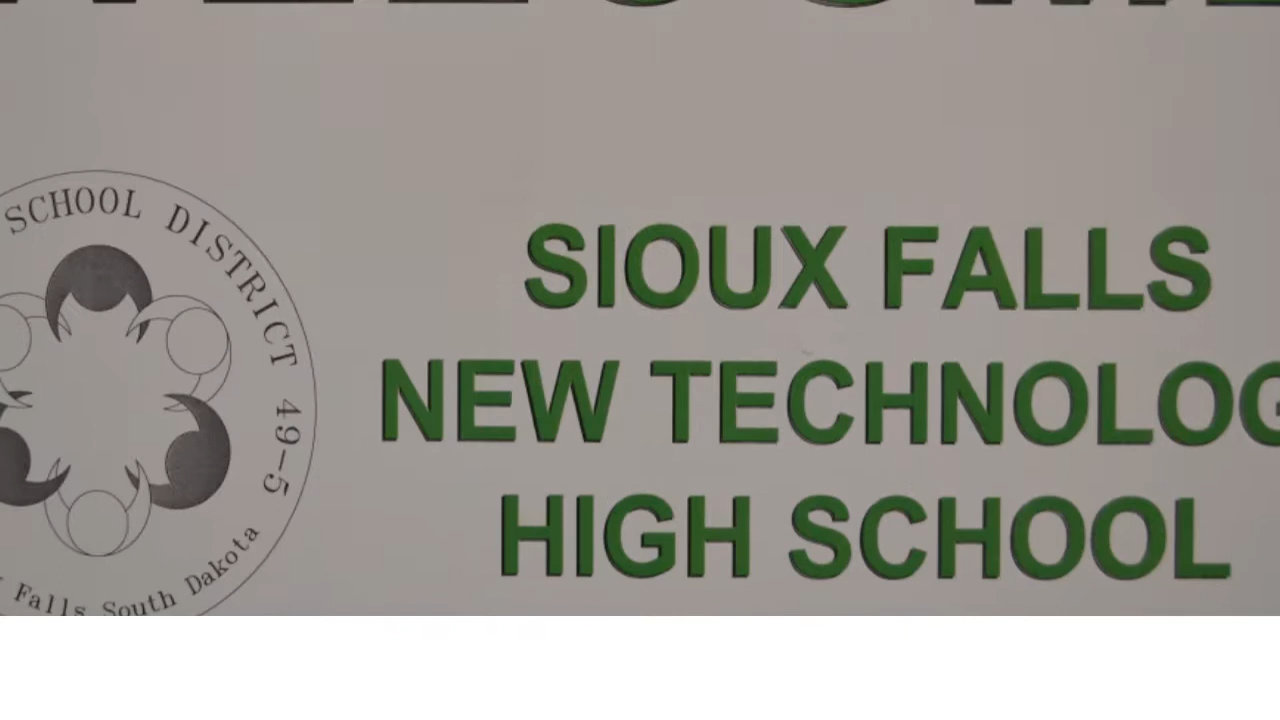 SCHOOL DISTRICT 49-5
Falls South Dakota
SIOUX FALLS
NEW TECHNOLOG
HIGH SCHOOL